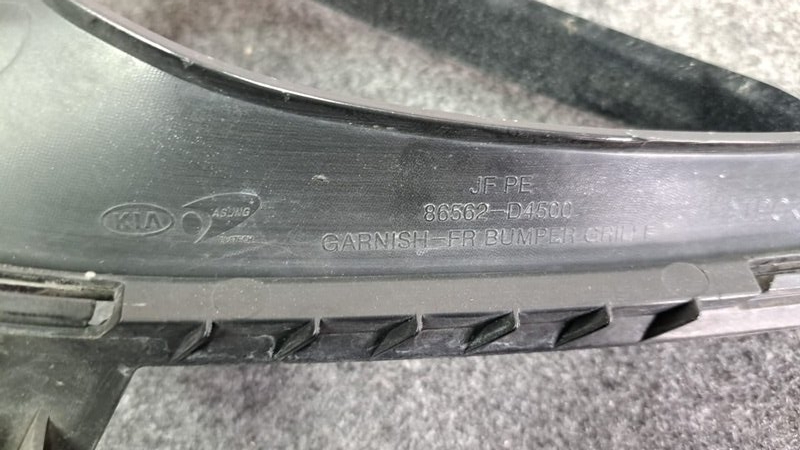 JF PE
KIA
86562-D4500
GARNISH-FR BUMPER GRILLE